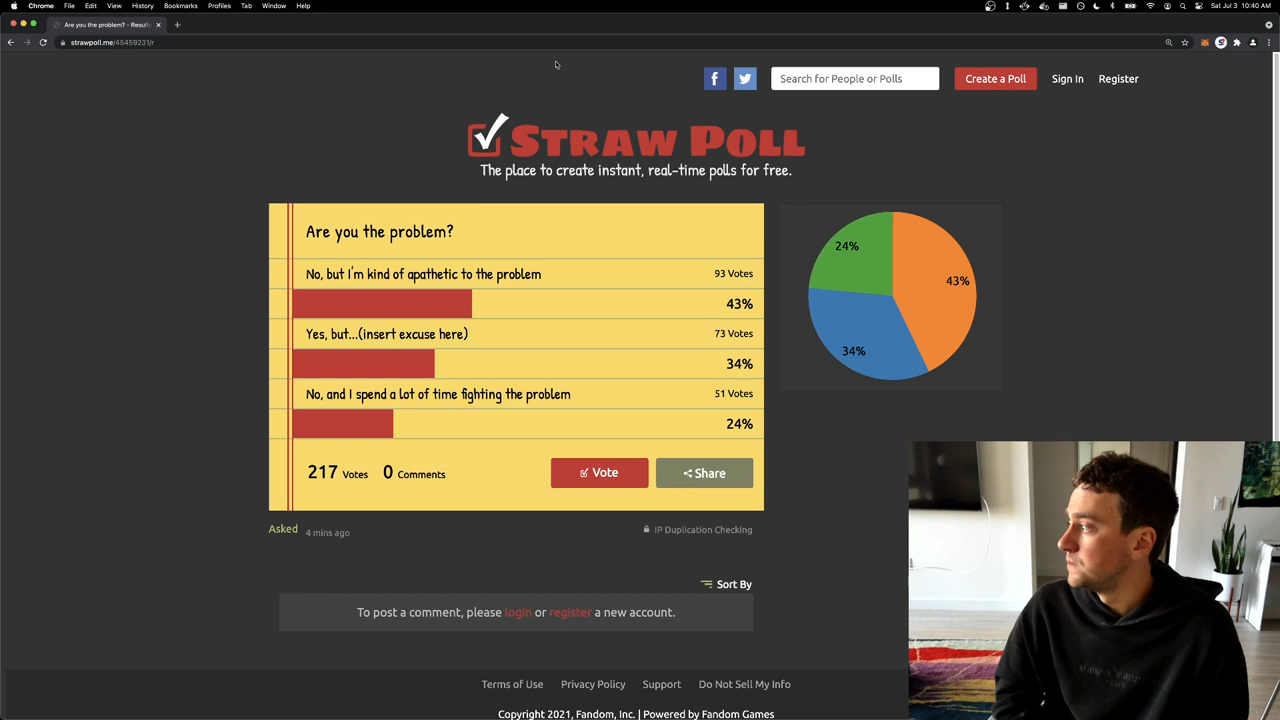 Chrome File Edit View History Bookmarks Profiles Tab Window Help Sat Jul 3 10:40 AM
Are you the problem? - Results
strawpoll.me/45459231/r
f Search for People or Polls Create a Poll Sign In Register
STRAW POLL
The place to create instant, real-time polls for free.
Are you the problem?
No, but I'm kind of apathetic to the problem 93 Votes
43%
Yes, but...(insert excuse here) 73 Votes
34%
No, and I spend a lot of time fighting the problem 51 Votes
24%
217 Votes 0 Comments Vote Share
Asked 4 mins ago IP Duplication Checking
24%
43%
34%
Sort By
To post a comment, please login or register a new account.
Terms of Use Privacy Policy Support Do Not Sell My Info
Copyright 2021, Fandom, Inc. | Powered by Fandom Games